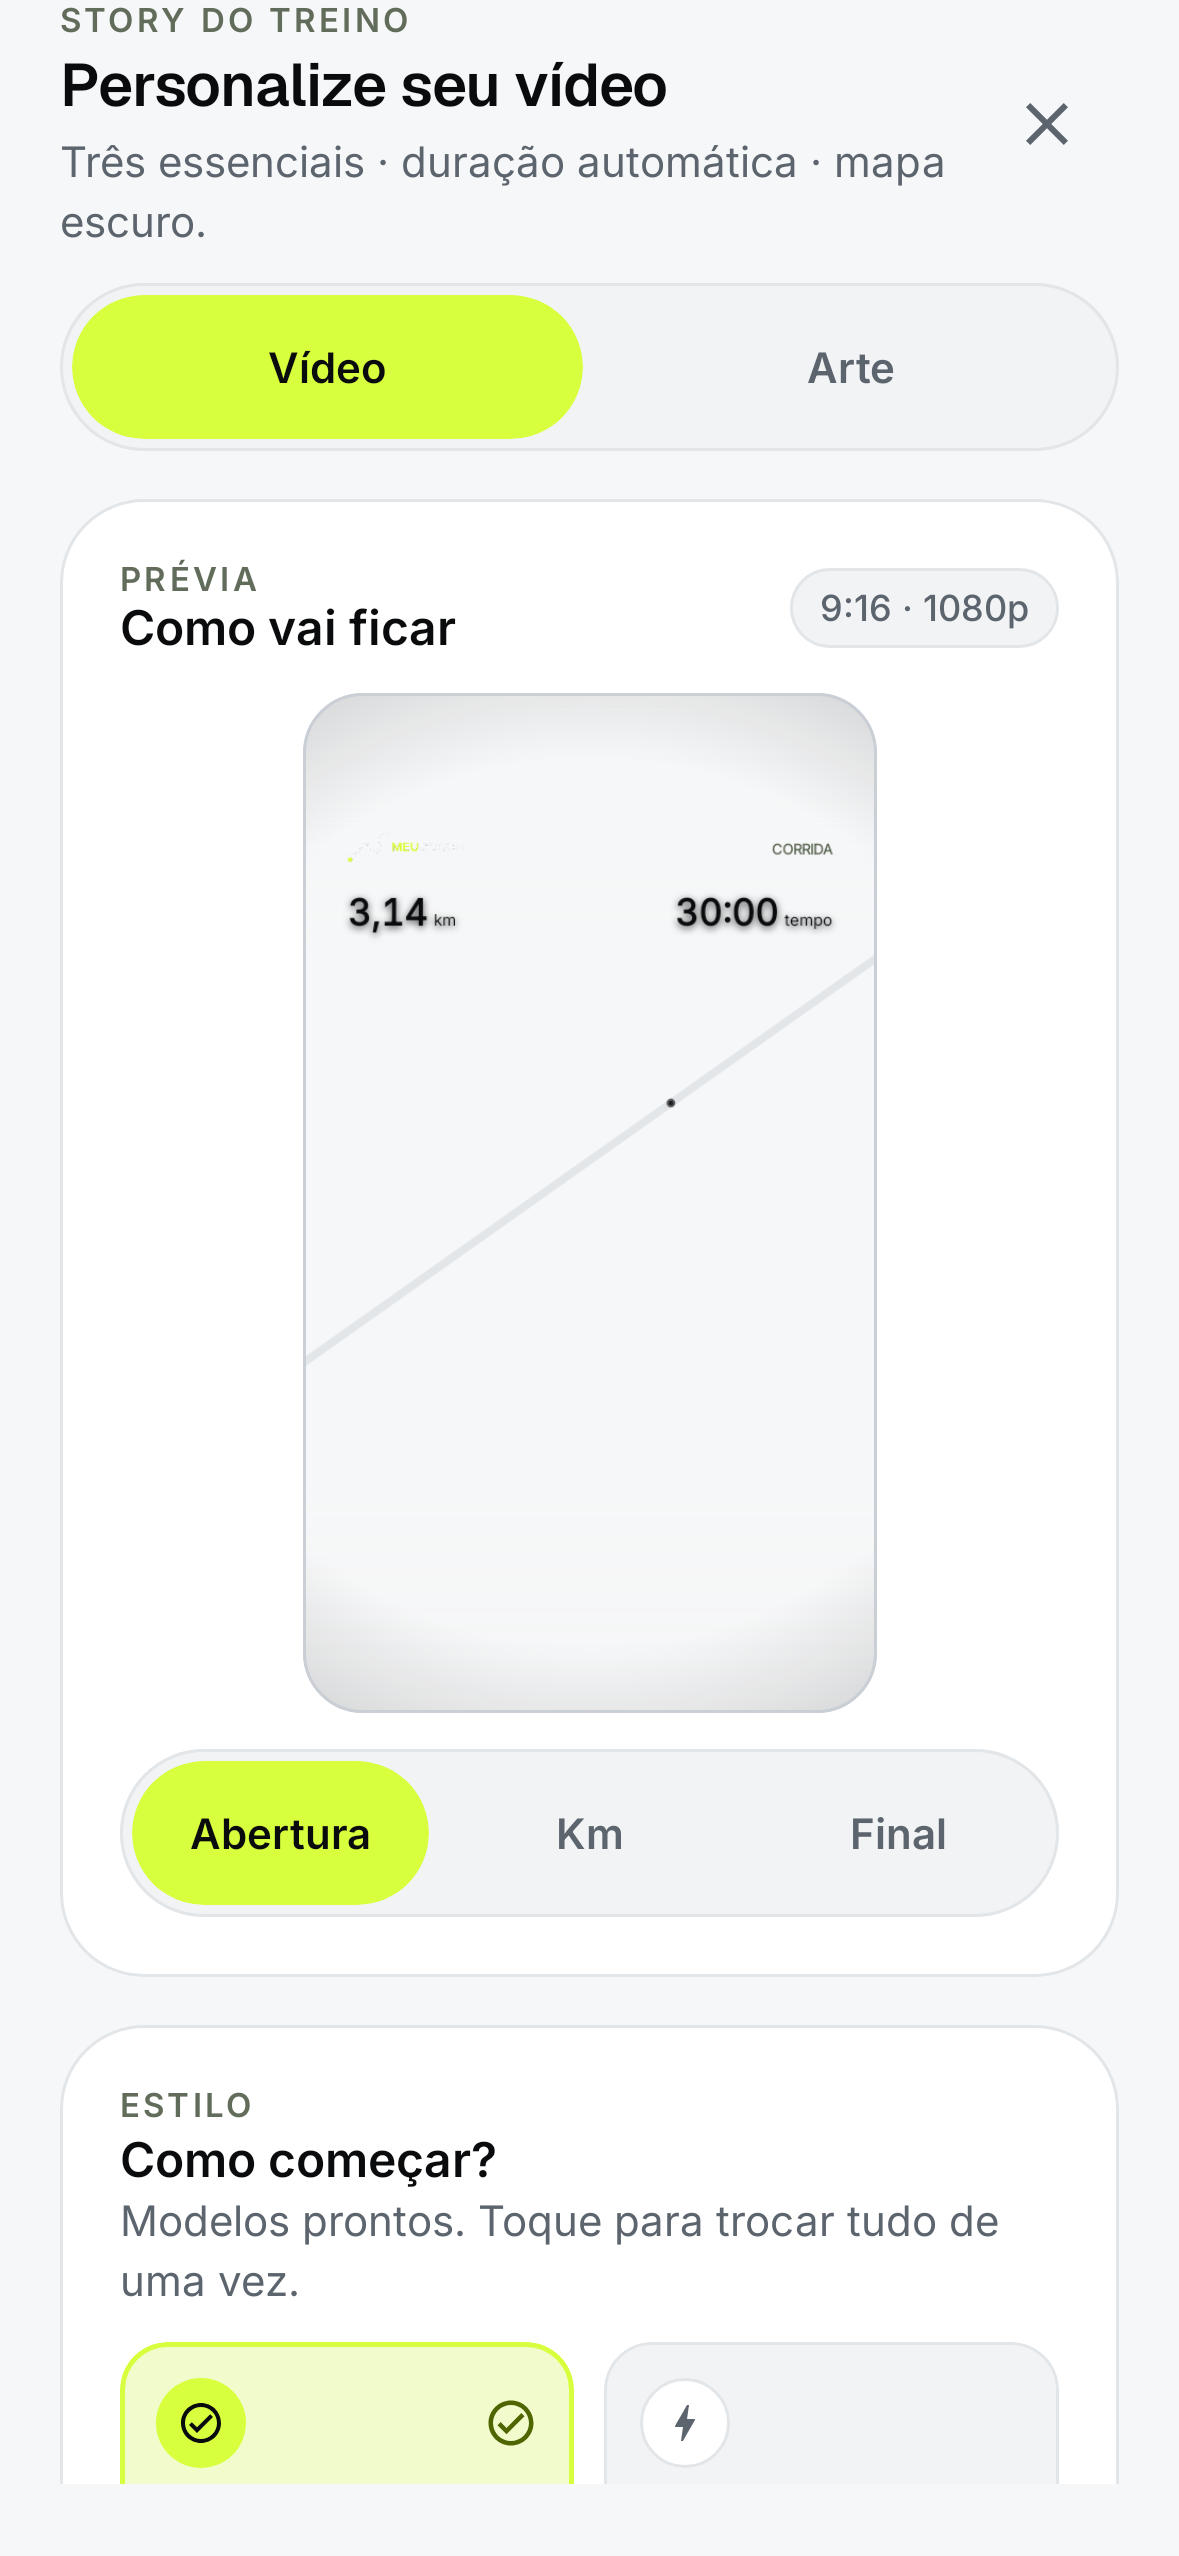 STORY DO TREINO
Personalize seu vídeo
Três essenciais · duração automática · mapa
escuro.
Vídeo
Arte
PRÉVIA
Como vai ficar
9:16 · 1080p
MEU
CORRIDA
3,14 km
30:00 tempo
Abertura
Km
Final
ESTILO
Como começar?
Modelos prontos. Toque para trocar tudo de
uma vez.